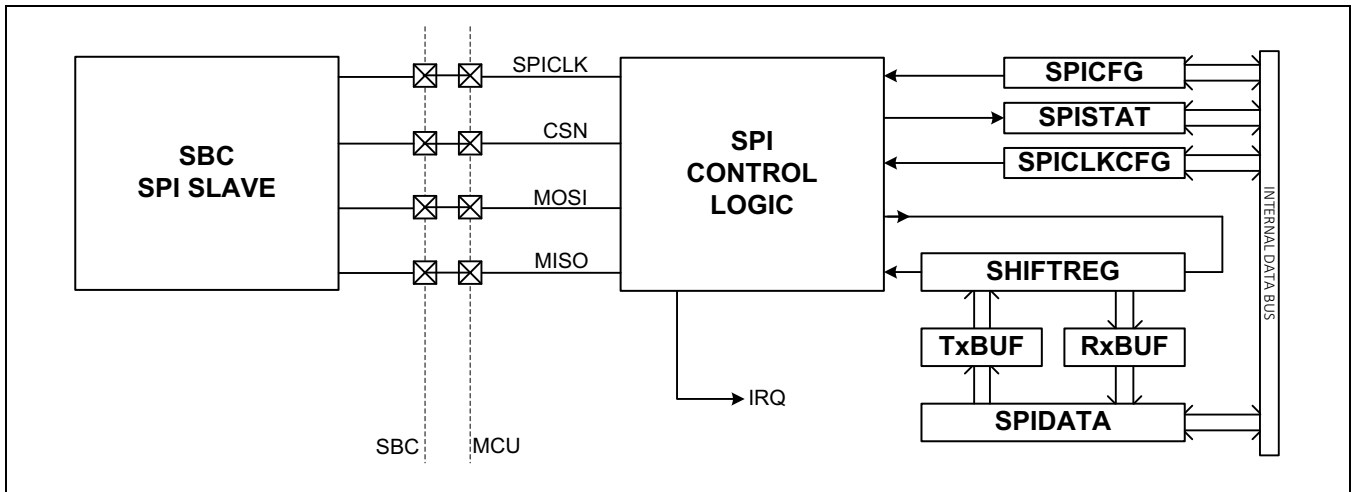 SBC
SPI SLAVE
SPICLK
CSN
MOSI
MISO
SPI
CONTROL
LOGIC
SPICFG
SPISTAT
SPICLKCFG
SHIFTREG
TxBUF
RxBUF
SPIDATA
INTERNAL DATA BUS
IRQ
SBC
MCU